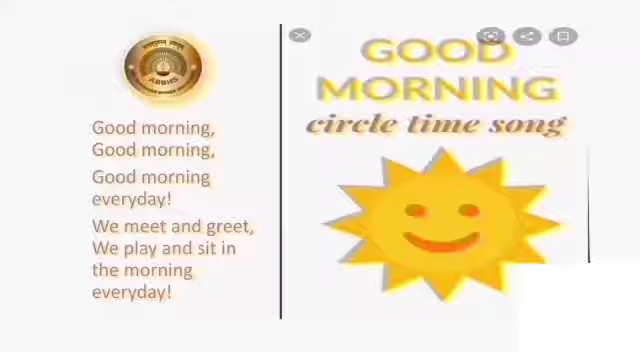 ABBHS
Good morning,
Good morning,
Good morning
everyday!
We meet and greet,
We play and sit in
the morning
everyday!
GOOD
MORNING
circle time song